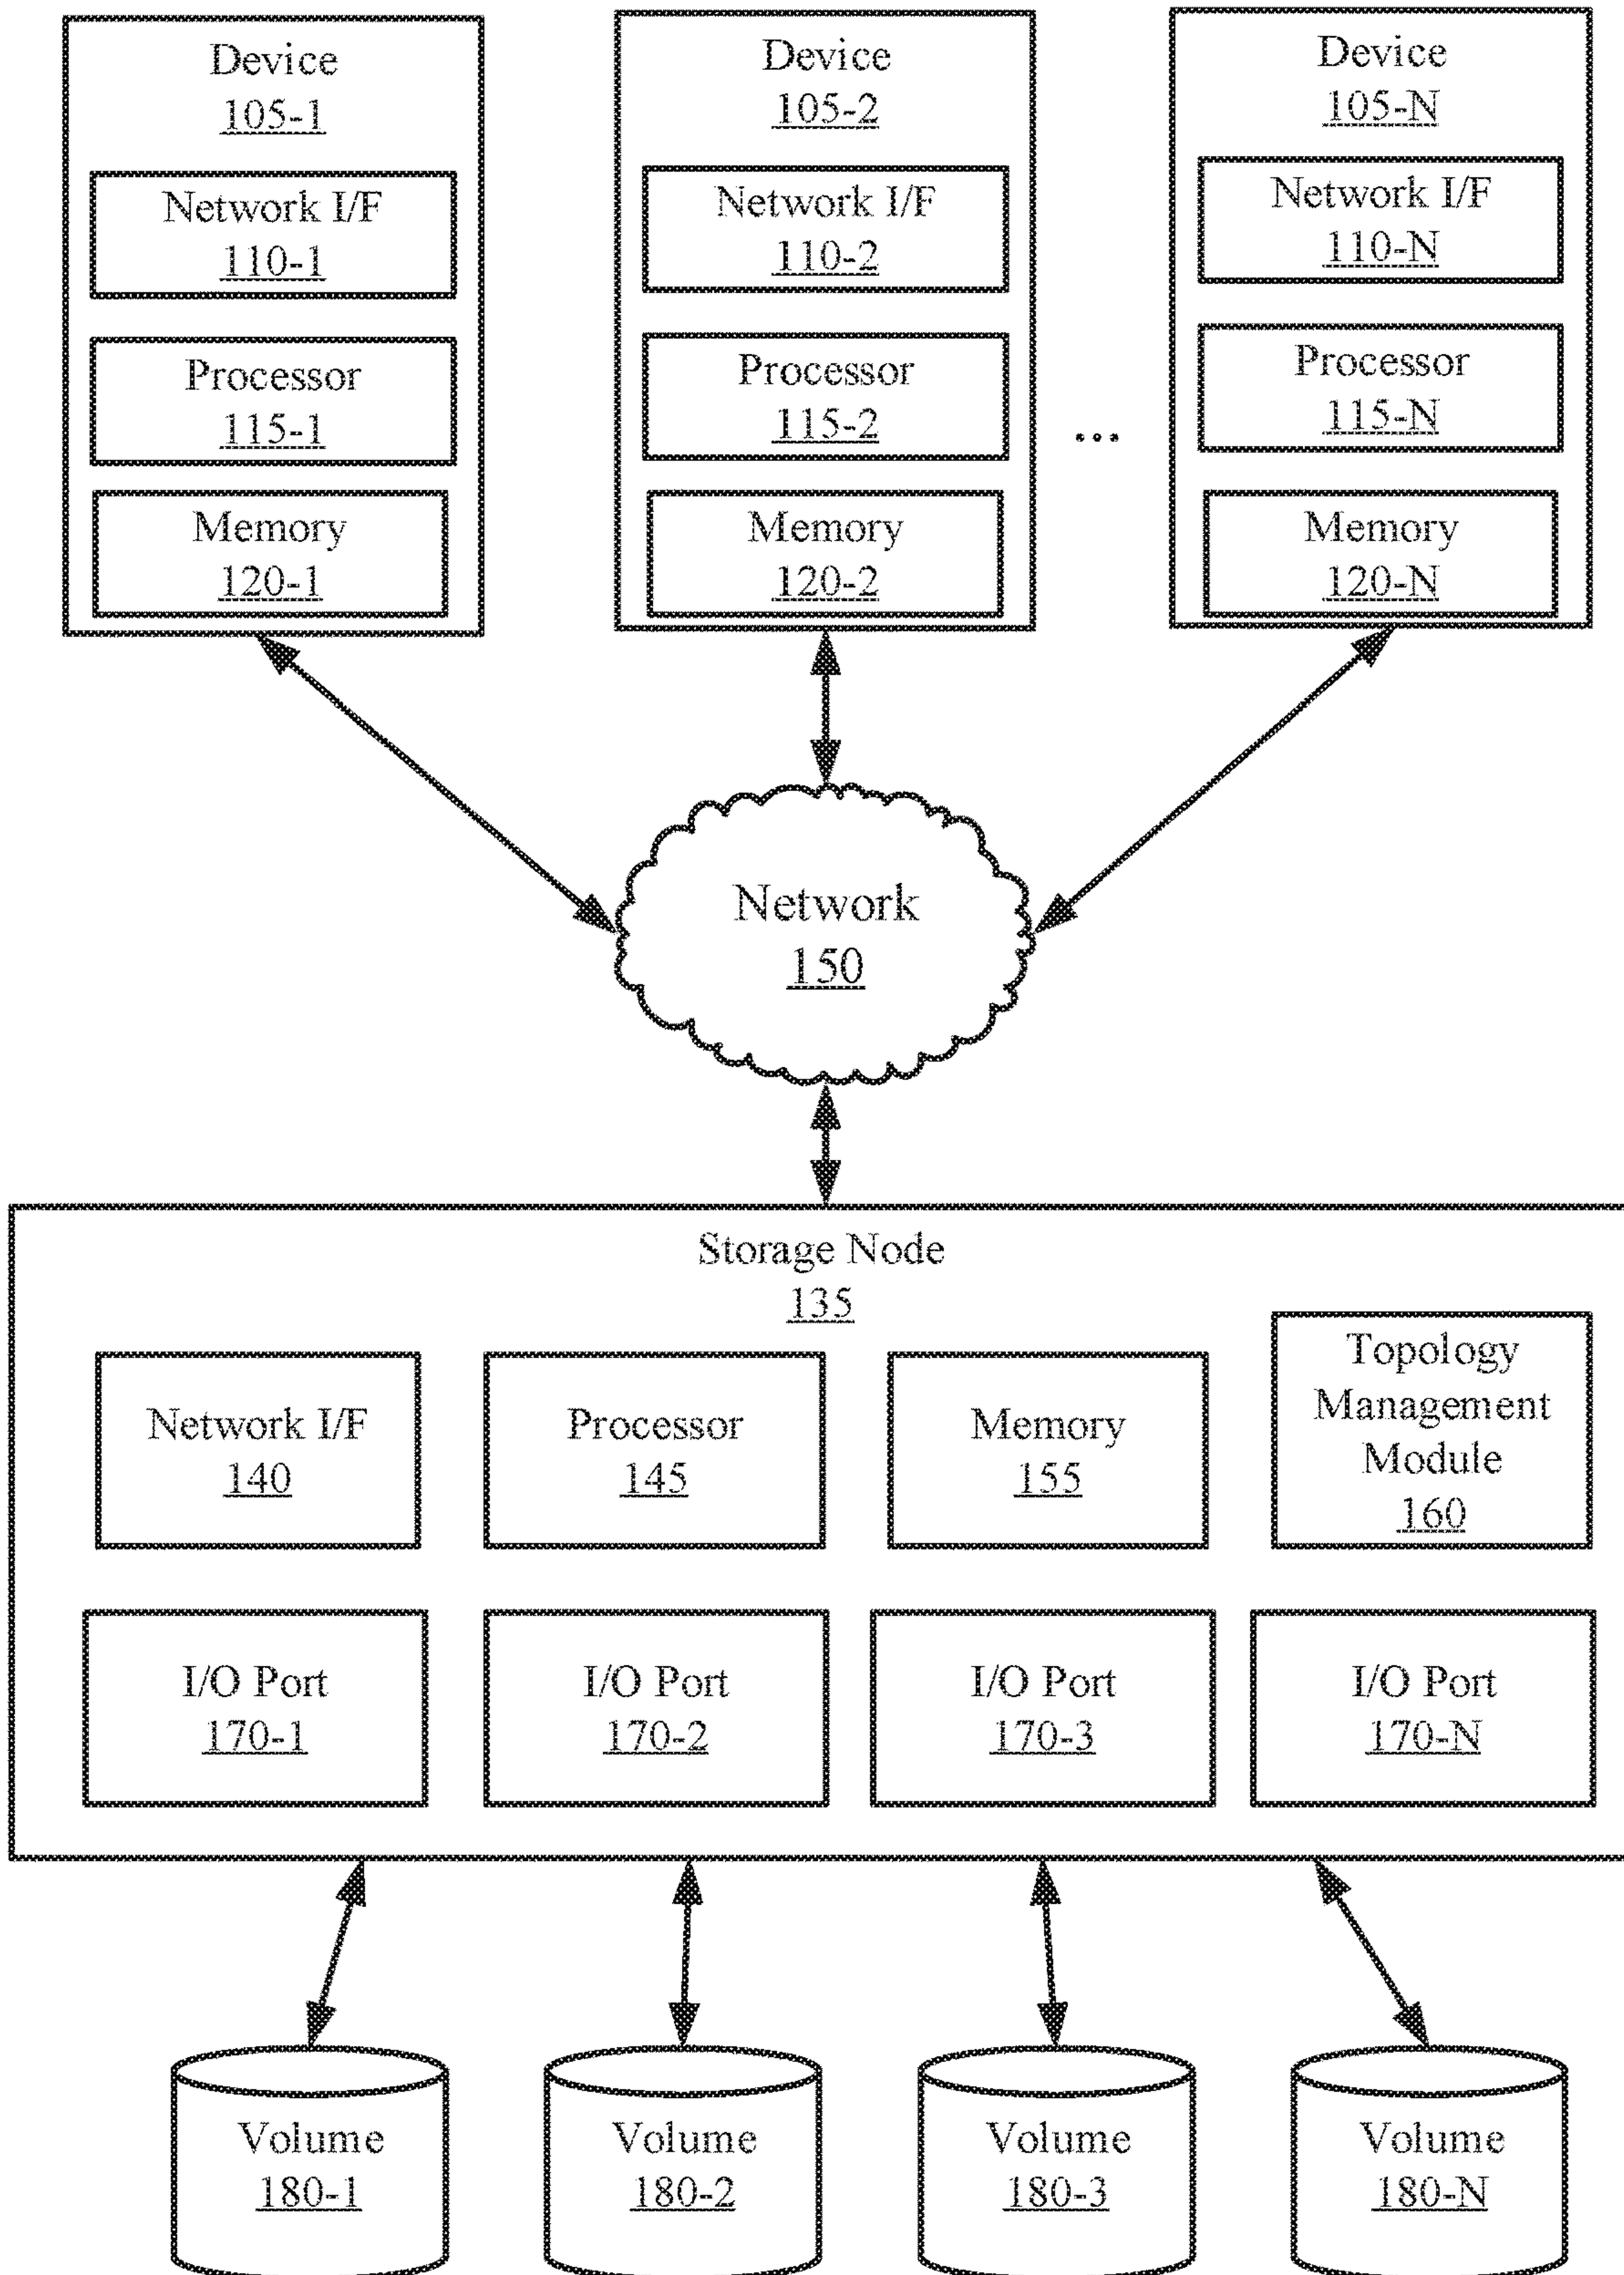 Device
105-1
Network I/F
110-1
Processor
115-1
Memory
120-1
Device
105-2
Network I/F
110-2
Processor
115-2
Memory
120-2
...
Device
105-N
Network I/F
110-N
Processor
115-N
Memory
120-N
Network
150
Storage Node
135
Network I/F
140
Processor
145
Memory
155
Topology
Management
Module
160
I/O Port
170-1
I/O Port
170-2
I/O Port
170-3
I/O Port
170-N
Volume
180-1
Volume
180-2
Volume
180-3
Volume
180-N